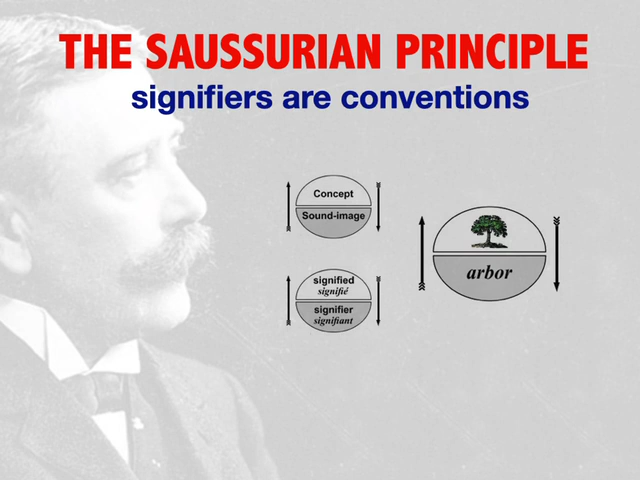 THE SAUSSURIAN PRINCIPLE
signifiers are conventions
Concept
Sound-image
signified
signifié
signifier
signifiant
arbor